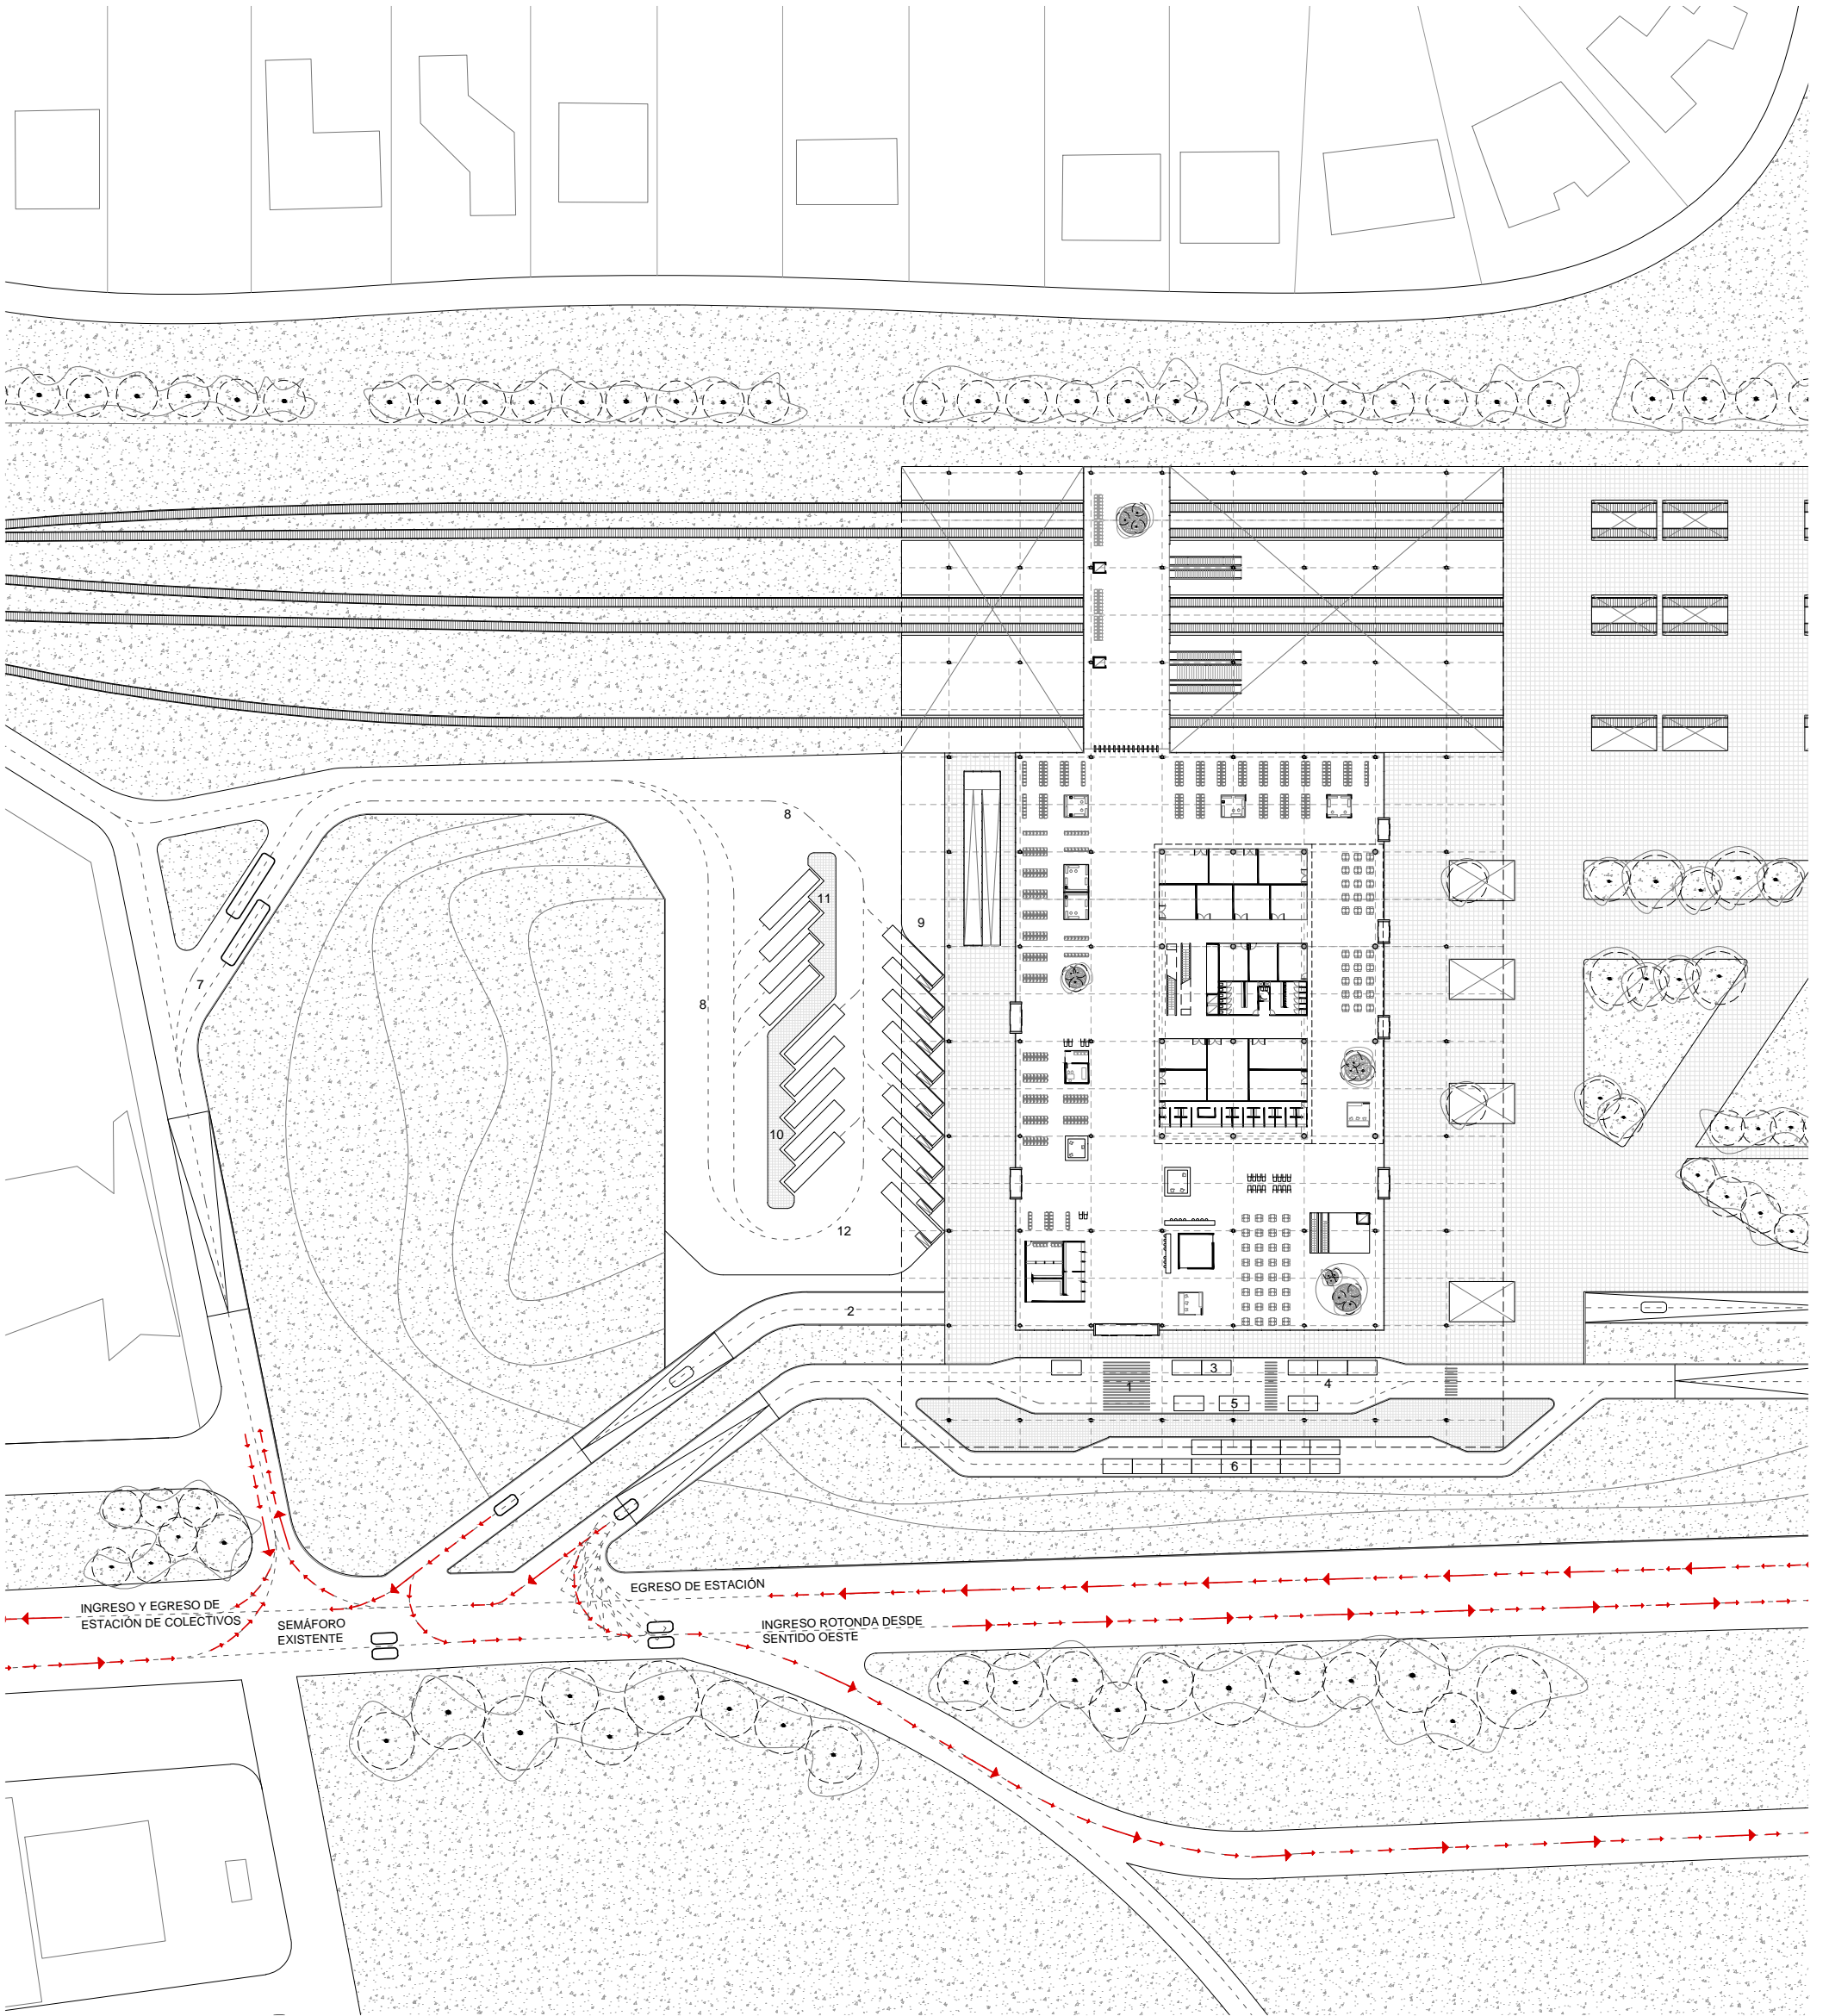 8
11
9
7
8
10
12
2
3
1
4
5
6
EGRESO DE ESTACIÓN
INGRESO Y EGRESO DE
ESTACIÓN DE COLECTIVOS
SEMÁFORO
EXISTENTE
INGRESO ROTONDA DESDE
SENTIDO OESTE